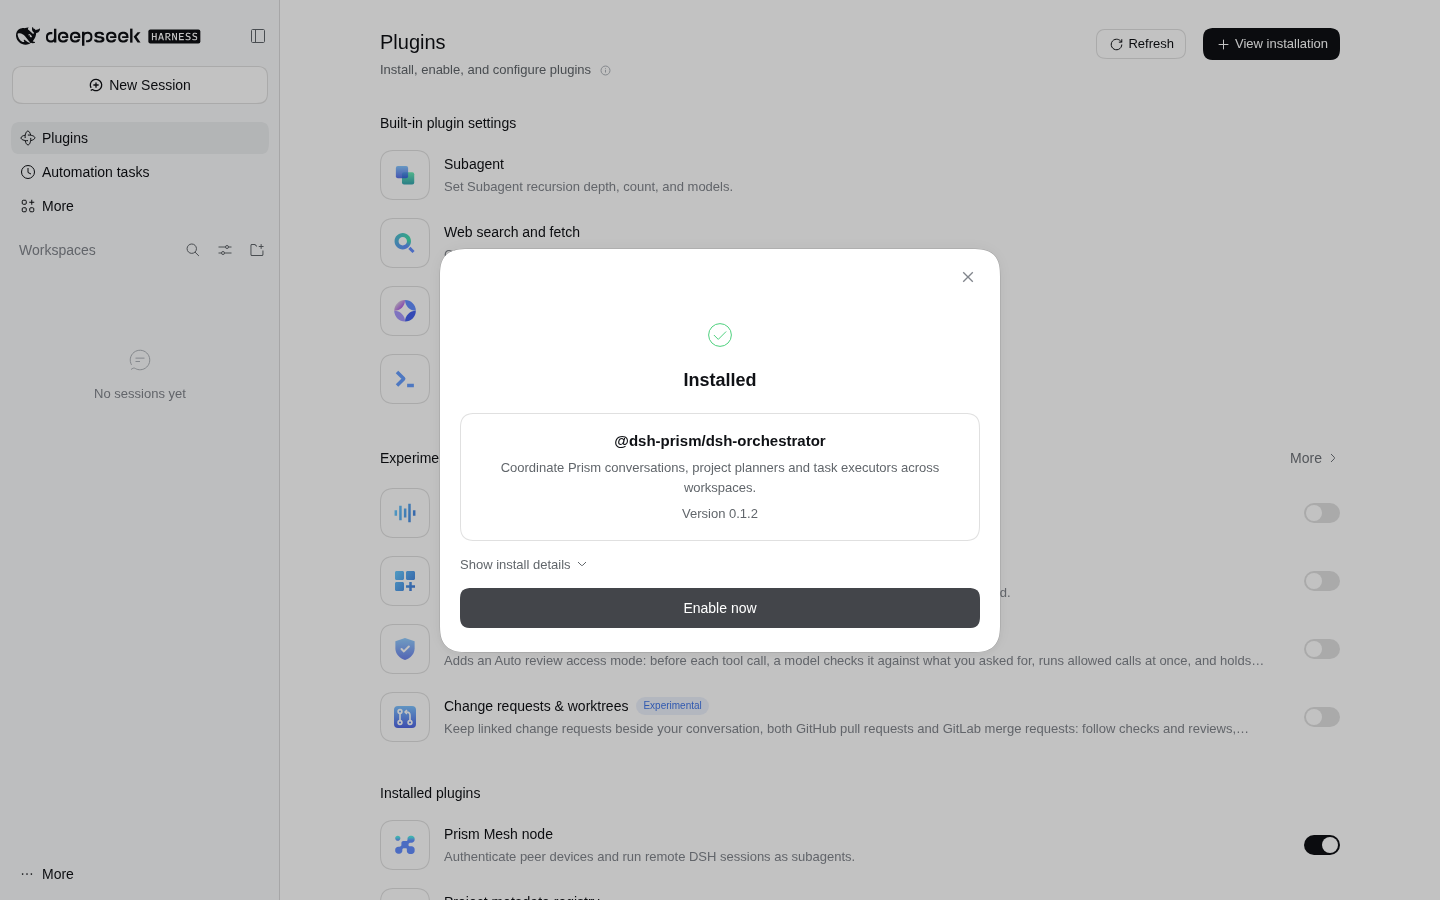 deepseek HARNESS
New Session
Plugins
Automation tasks
More
Workspaces
No sessions yet
More
Plugins
Install, enable, and configure plugins
Refresh
View installation
Built-in plugin settings
Subagent
Set Subagent recursion depth, count, and models.
Web search and fetch
Installed
@dsh-prism/dsh-orchestrator
Coordinate Prism conversations, project planners and task executors across
workspaces.
Version 0.1.2
Show install details
Enable now
Experime
More
d.
Adds an Auto review access mode: before each tool call, a model checks it against what you asked for, runs allowed calls at once, and holds…
Change requests & worktrees Experimental
Keep linked change requests beside your conversation, both GitHub pull requests and GitLab merge requests: follow checks and reviews,…
Installed plugins
Prism Mesh node
Authenticate peer devices and run remote DSH sessions as subagents.
Project metadata registry